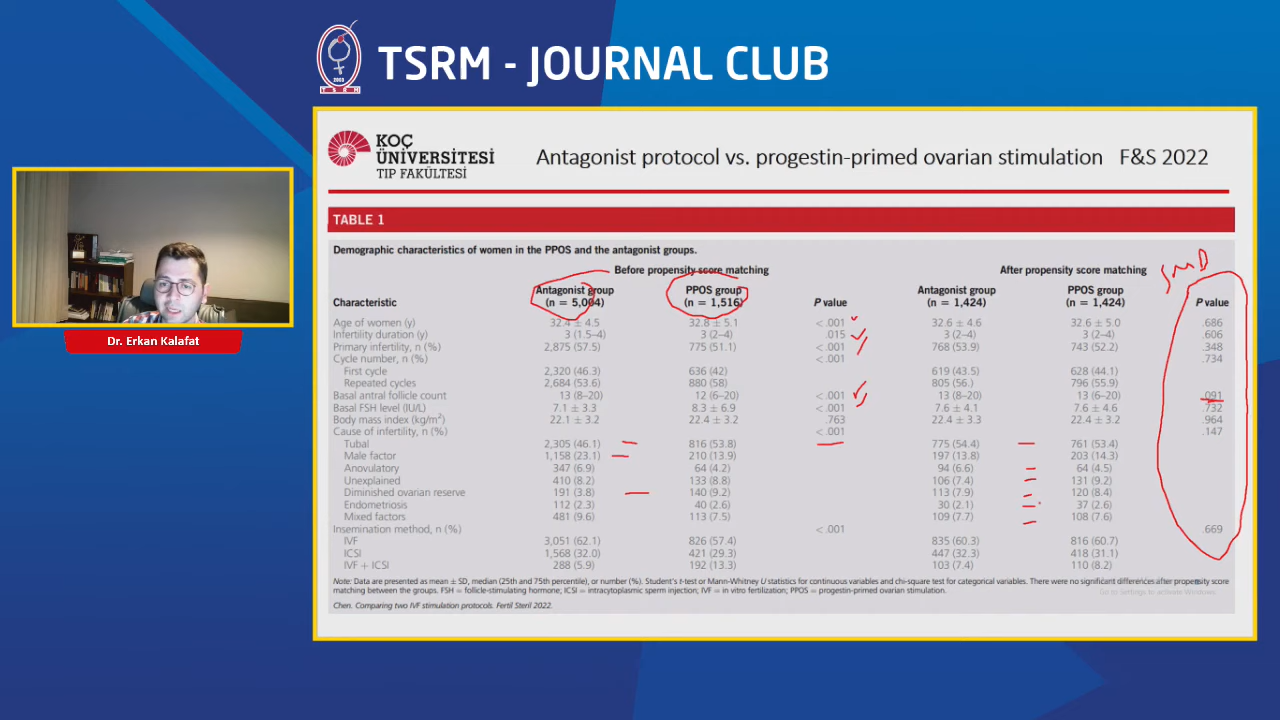 TSRM - JOURNAL CLUB
2003
T S R M
KOÇ
ÜNİVERSİTESİ
TIP FAKÜLTESİ
Antagonist protocol vs. progestin-primed ovarian stimulation F&S 2022
TABLE 1
Demographic characteristics of women in the PPOS and the antagonist groups.
Before propensity score matching After propensity score matching
SMD
Antagonist group PPOS group Antagonist group PPOS group
Characteristic (n = 5,004) (n = 1,516) P value (n = 1,424) (n = 1,424) P value
Age of women (y) 32.4 ± 4.5 32.8 ± 5.1 < .001 32.6 ± 4.6 32.6 ± 5.0 .686
Infertility duration (y) 3 (1.5–4) 3 (2–4) .015 3 (2–4) 3 (2–4) .606
Primary infertility, n (%) 2,875 (57.5) 775 (51.1) < .001 768 (53.9) 743 (52.2) .348
Cycle number, n (%) < .001 .734
First cycle 2,320 (46.3) 636 (42) 619 (43.5) 628 (44.1)
Repeated cycles 2,684 (53.6) 880 (58) 805 (56.) 796 (55.9)
Basal antral follicle count 13 (8–20) 12 (6–20) < .001 13 (8–20) 13 (6–20) .091
Basal FSH level (IU/L) 7.1 ± 3.3 8.3 ± 6.9 < .001 7.6 ± 4.1 7.6 ± 4.6 .732
Body mass index (kg/m²) 22.1 ± 3.2 22.4 ± 3.2 .763 22.4 ± 3.3 22.4 ± 3.2 .964
Cause of infertility, n (%) < .001 .147
Tubal 2,305 (46.1) 816 (53.8) 775 (54.4) 761 (53.4)
Male factor 1,158 (23.1) 210 (13.9) 197 (13.8) 203 (14.3)
Anovulatory 347 (6.9) 64 (4.2) 94 (6.6) 64 (4.5)
Unexplained 410 (8.2) 133 (8.8) 106 (7.4) 131 (9.2)
Diminished ovarian reserve 191 (3.8) 140 (9.2) 113 (7.9) 120 (8.4)
Endometriosis 112 (2.3) 40 (2.6) 30 (2.1) 37 (2.6)
Mixed factors 481 (9.6) 113 (7.5) 109 (7.7) 108 (7.6)
Insemination method, n (%) < .001 .669
IVF 3,051 (62.1) 826 (57.4) 835 (60.3) 816 (60.7)
ICSI 1,568 (32.0) 421 (29.3) 447 (32.3) 418 (31.1)
IVF + ICSI 288 (5.9) 192 (13.3) 103 (7.4) 110 (8.2)
Note: Data are presented as mean ± SD, median (25th and 75th percentile), or number (%). Student's t-test or Mann-Whitney U statistics for continuous variables and chi-square test for categorical variables. There were no significant differences after propensity score
matching between the groups. FSH = follicle-stimulating hormone; ICSI = intracytoplasmic sperm injection; IVF = in vitro fertilization; PPOS = progestin-primed ovarian stimulation.
Go to Settings to activate Windows.
Chen. Comparing two IVF stimulation protocols. Fertil Steril 2022.
Dr. Erkan Kalafat